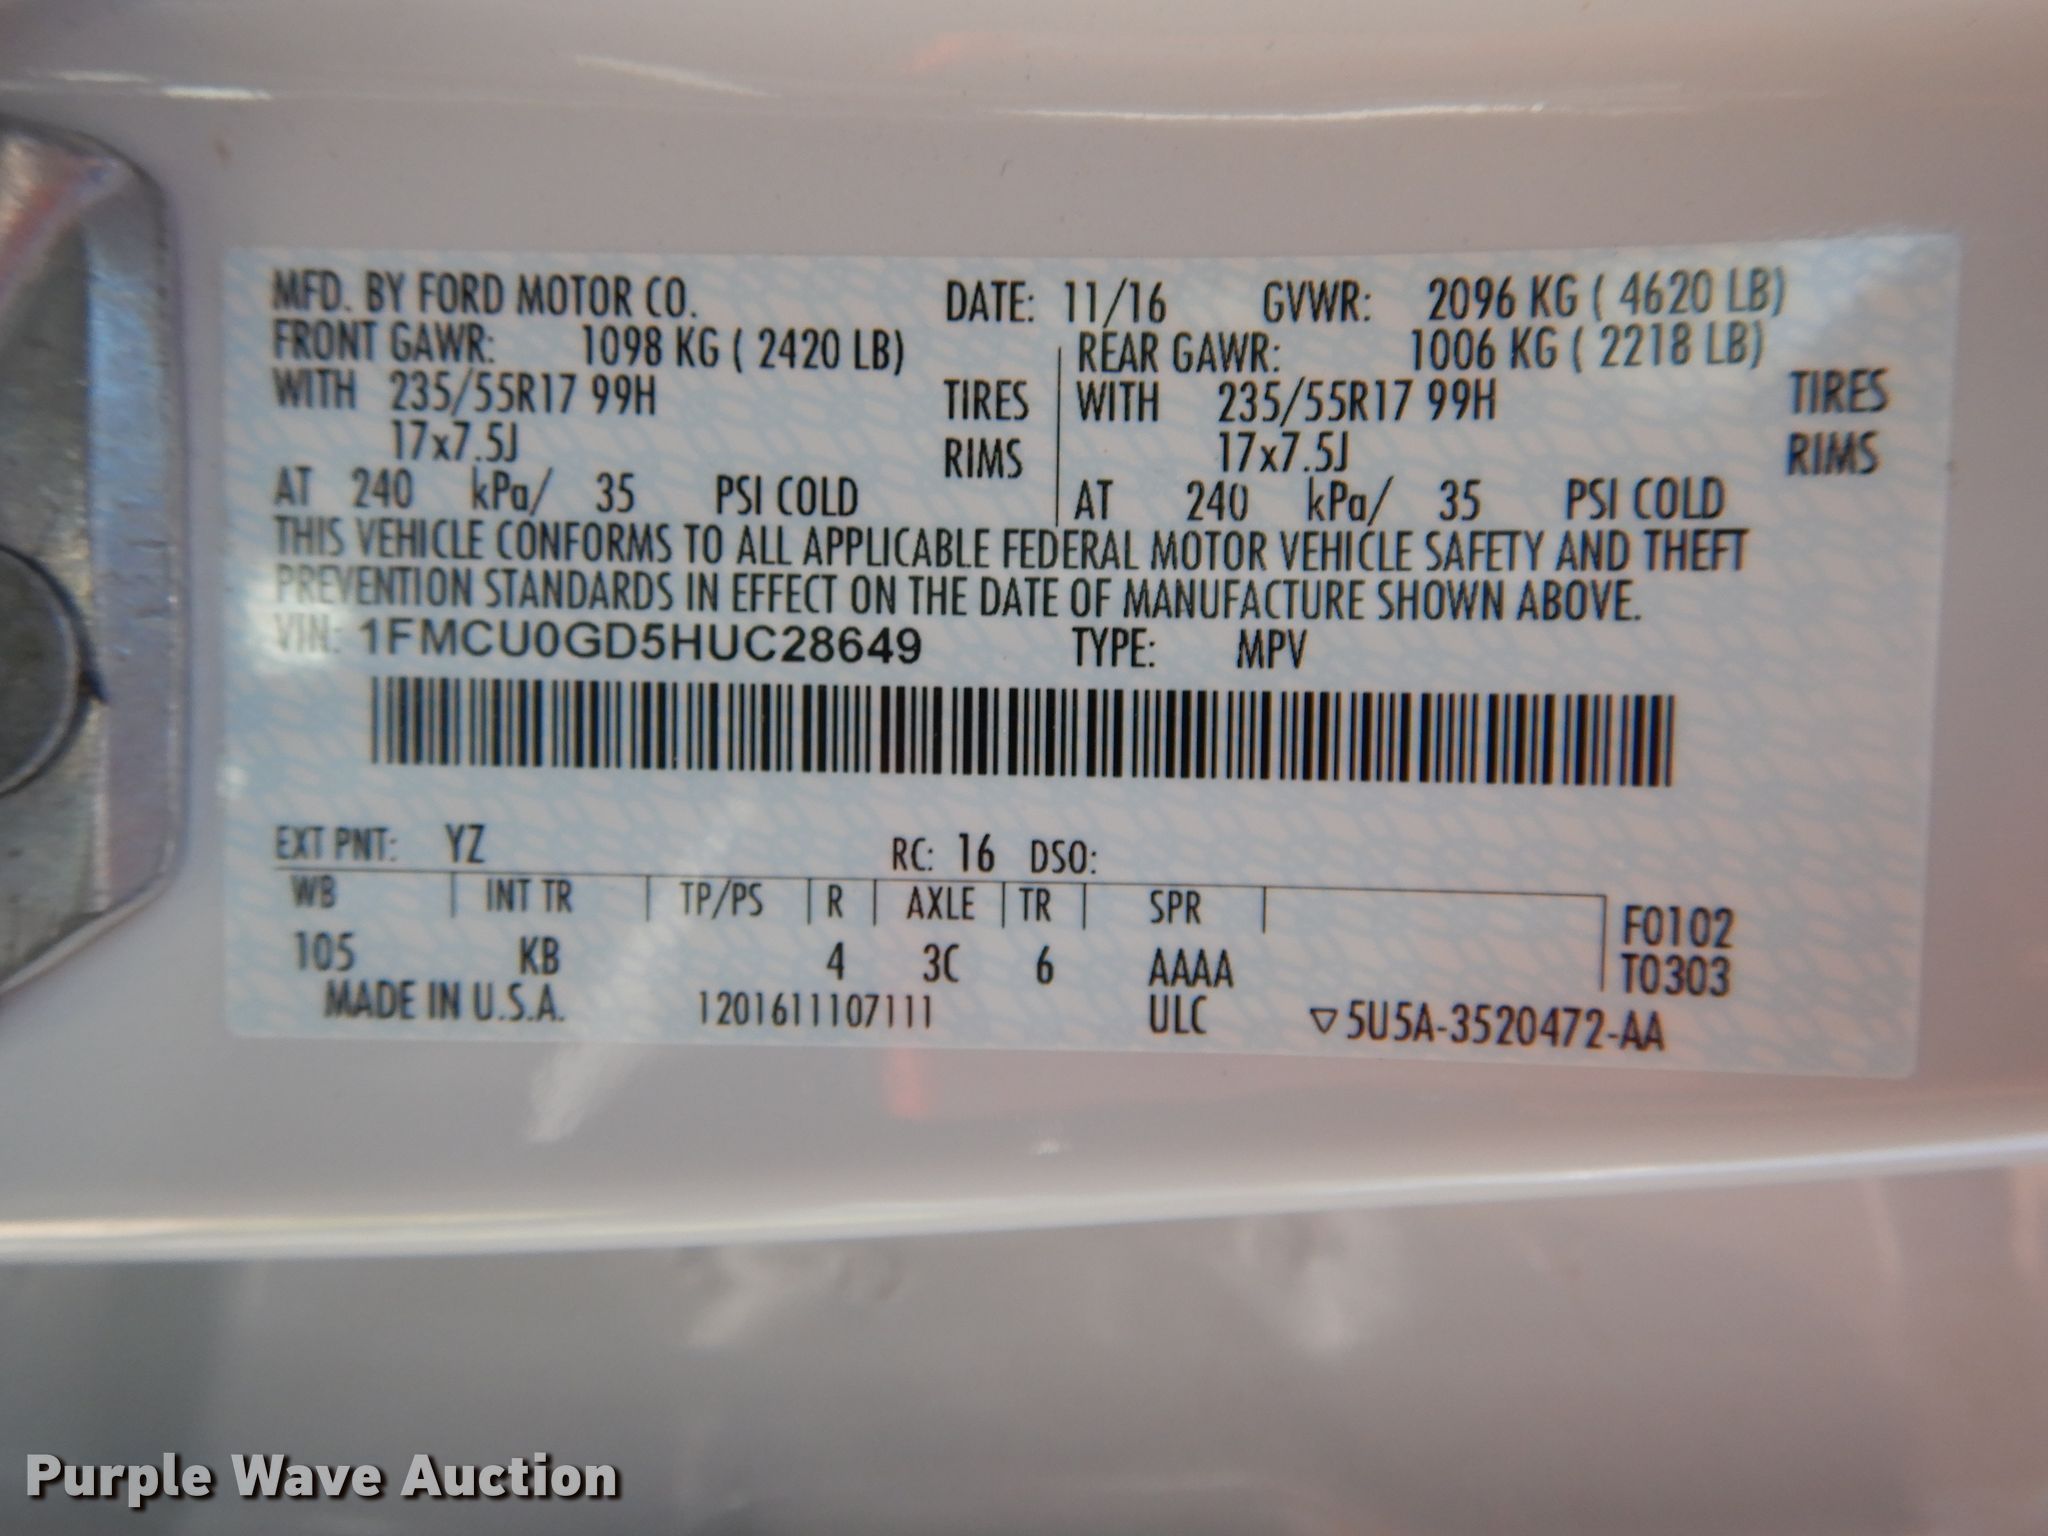 MFD. BY FORD MOTOR CO. DATE: 11/16 GVWR: 2096 KG ( 4620 LB)
FRONT GAWR: 1098 KG ( 2420 LB) REAR GAWR: 1006 KG ( 2218 LB)
WITH 235/55R17 99H TIRES WITH 235/55R17 99H TIRES
17x7.5J RIMS 17x7.5J RIMS
AT 240 kPa/ 35 PSI COLD AT 240 kPa/ 35 PSI COLD
THIS VEHICLE CONFORMS TO ALL APPLICABLE FEDERAL MOTOR VEHICLE SAFETY AND THEFT
PREVENTION STANDARDS IN EFFECT ON THE DATE OF MANUFACTURE SHOWN ABOVE.
VIN: 1FMCU0GD5HUC28649 TYPE: MPV
EXT PNT: YZ RC: 16 DSO:
WB INT TR TP/PS R AXLE TR SPR
F0102
105 KB 4 3C 6 AAAA T0303
MADE IN U.S.A. 1201611107111 ULC ▽5U5A-3520472-AA
Purple Wave Auction